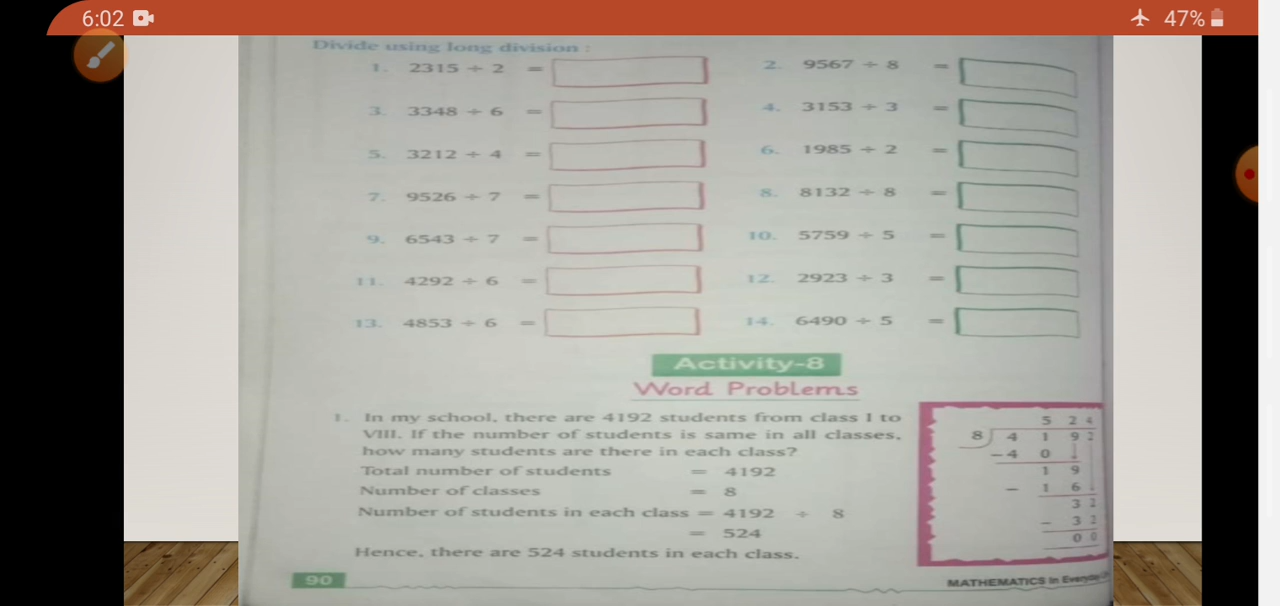 6:02
47%
Divide using long division :
1. 2315 ÷ 2 =
2. 9567 ÷ 8 =
3. 3348 ÷ 6 =
4. 3153 ÷ 3 =
5. 3212 ÷ 4 =
6. 1985 ÷ 2 =
7. 9526 ÷ 7 =
8. 8132 ÷ 8 =
9. 6543 ÷ 7 =
10. 5759 ÷ 5 =
11. 4292 ÷ 6 =
12. 2923 ÷ 3 =
13. 4853 ÷ 6 =
14. 6490 ÷ 5 =
Activity-8
Word Problems
1. In my school, there are 4192 students from class I to
VIII. If the number of students is same in all classes,
how many students are there in each class?
Total number of students = 4192
Number of classes = 8
Number of students in each class = 4192 ÷ 8
= 524
Hence, there are 524 students in each class.
5 2 4
8) 4 1 9 2
− 4 0
1 9
− 1 6
3 2
− 3 2
0 0
90
MATHEMATICS In